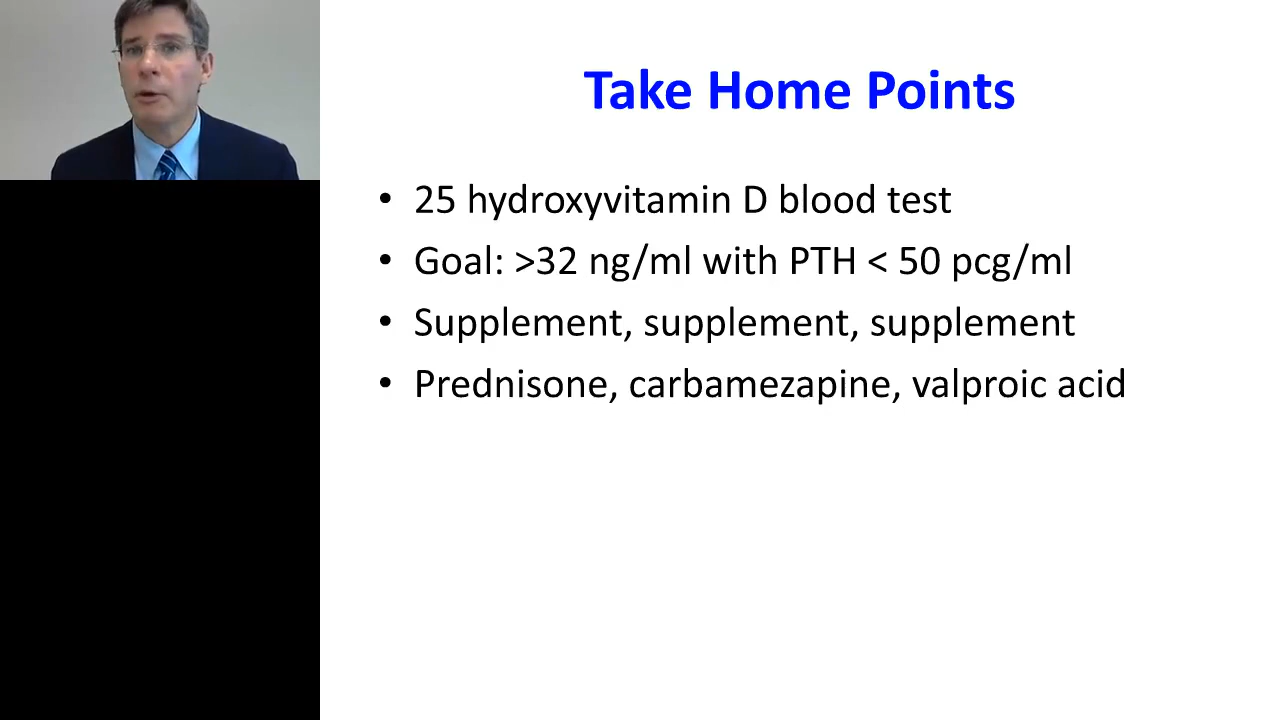 Take Home Points
• 25 hydroxyvitamin D blood test
• Goal: >32 ng/ml with PTH < 50 pcg/ml
• Supplement, supplement, supplement
• Prednisone, carbamezapine, valproic acid